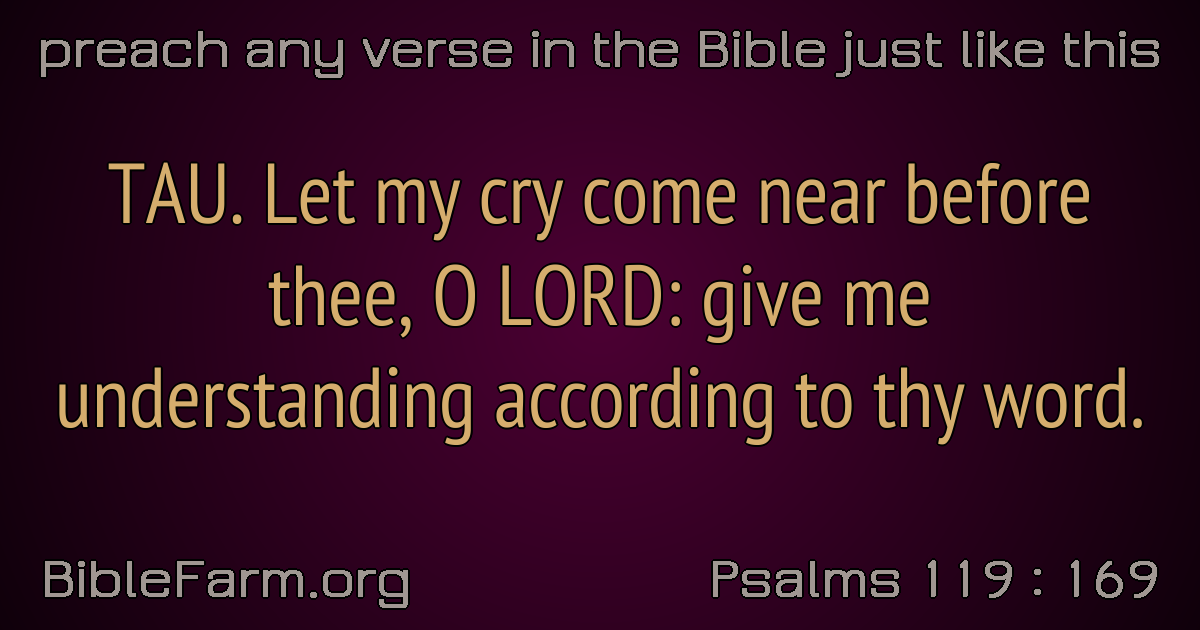 preach any verse in the Bible just like this
TAU. Let my cry come near before
thee, O LORD: give me
understanding according to thy word.
BibleFarm.org
Psalms 119 : 169